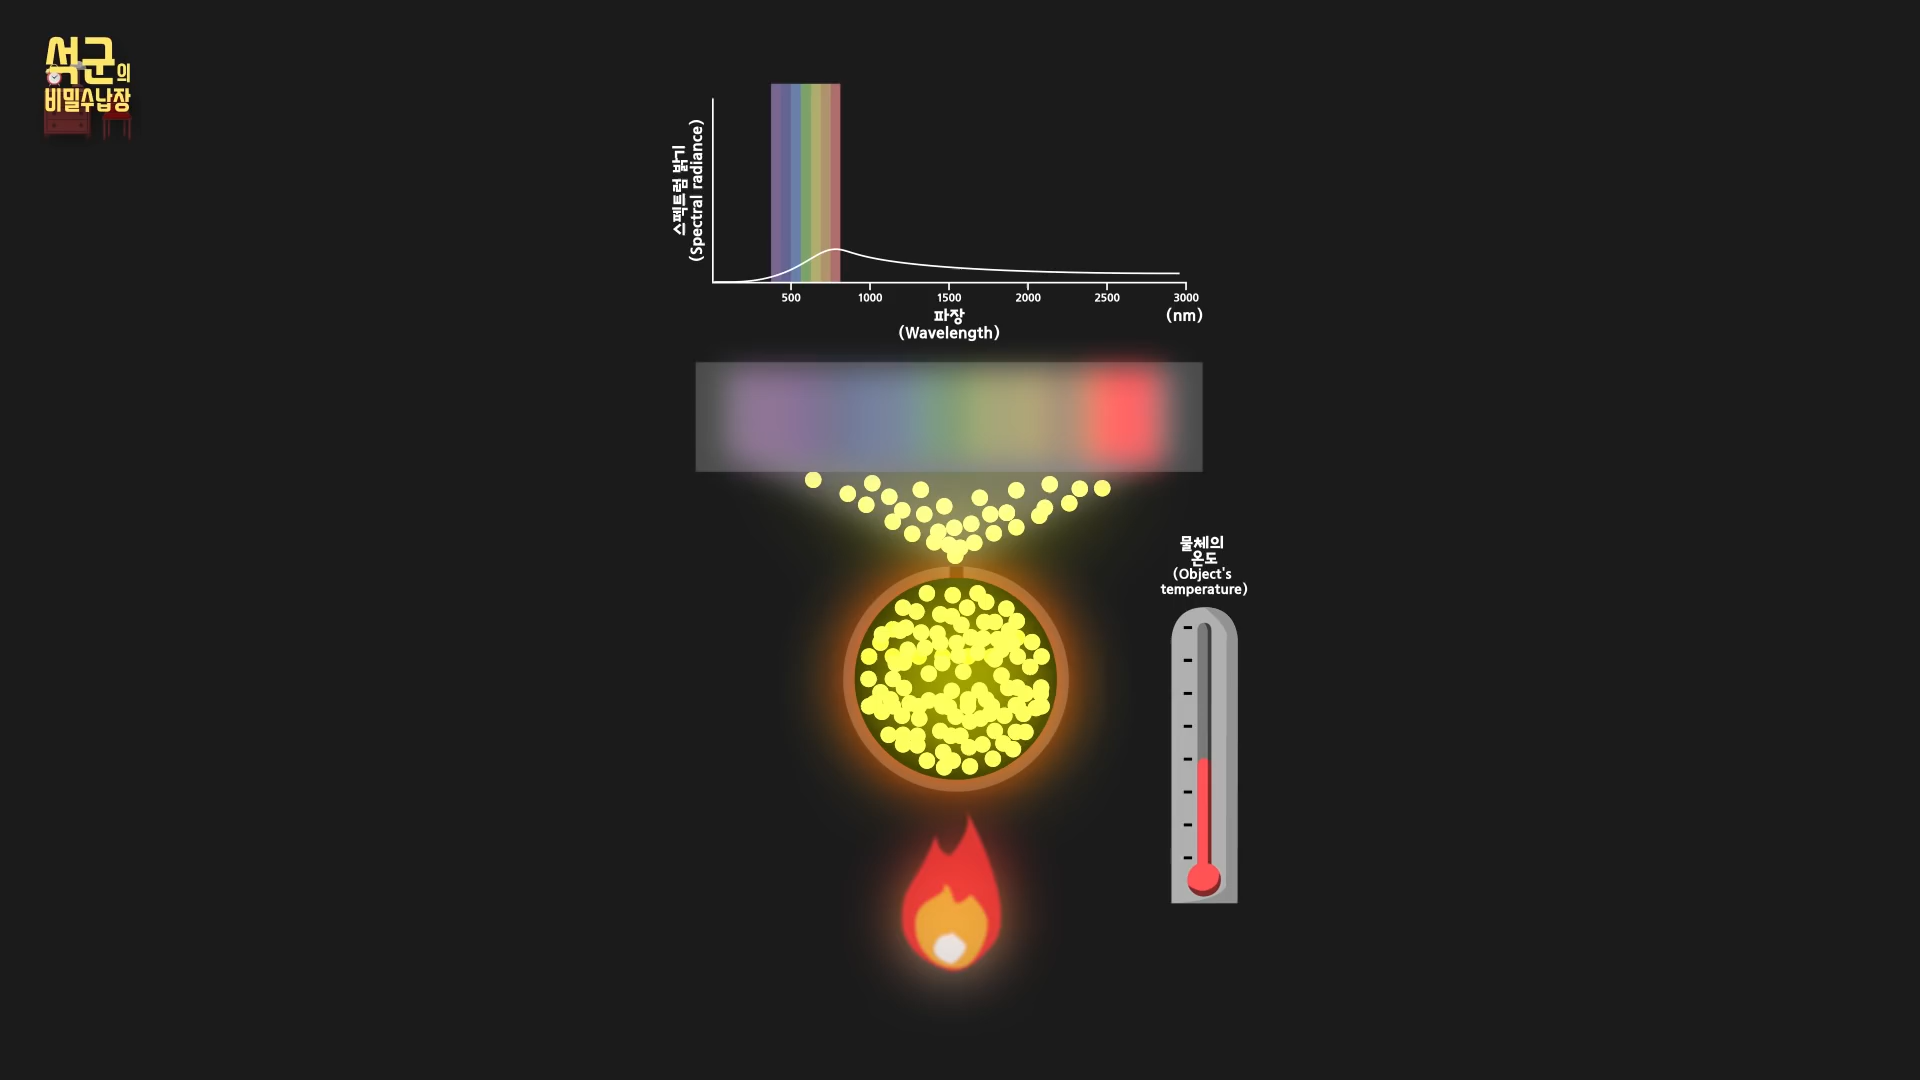 석군의
비밀수납장
스펙트럼 밝기
(Spectral radiance)
500 1000 1500 2000 2500 3000
파장
(Wavelength)
(nm)
물체의
온도
(Object's
temperature)